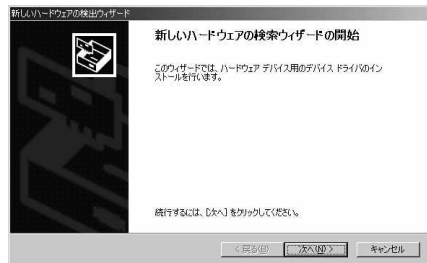 新しいハードウェアの検出ウィザード
新しいハードウェアの検索ウィザードの開始
このウィザードでは、ハードウェア デバイス用のデバイス ドライバのイン
ストールを行います。
続行するには、[次へ] をクリックしてください。
< 戻る(B)
次へ(N) >
キャンセル